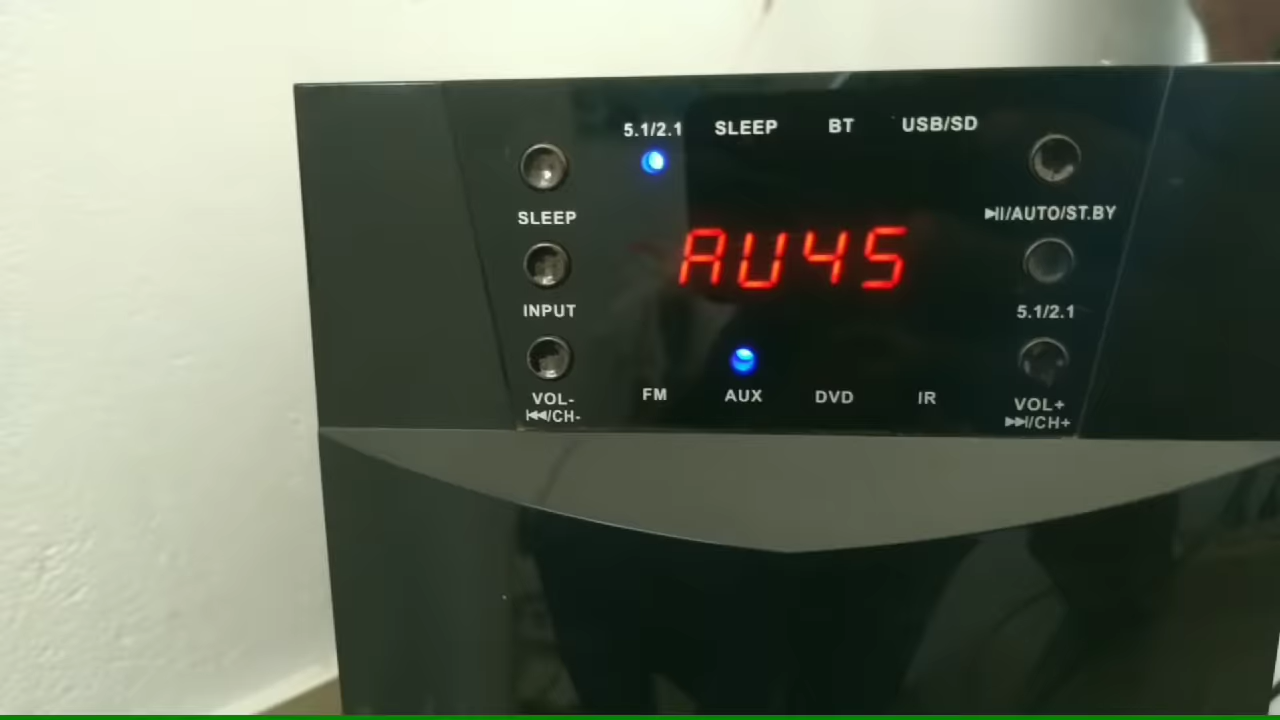 5.1/2.1 SLEEP BT USB/SD
SLEEP
⏯/AUTO/ST.BY
AU45
INPUT
5.1/2.1
FM AUX DVD IR
VOL-
⏮/CH-
VOL+
⏭/CH+